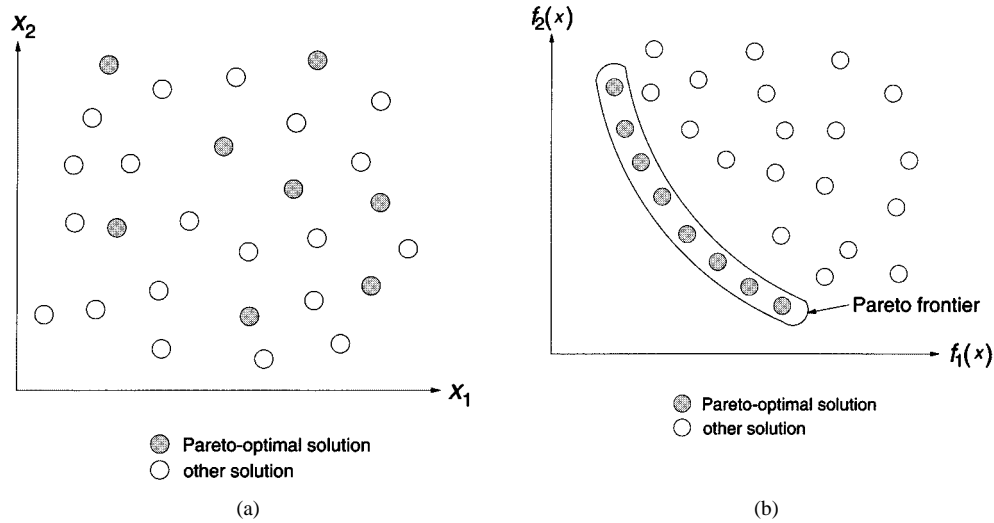 X₂
X₁
Pareto-optimal solution
other solution
(a)
f₂(x)
Pareto frontier
f₁(x)
Pareto-optimal solution
other solution
(b)